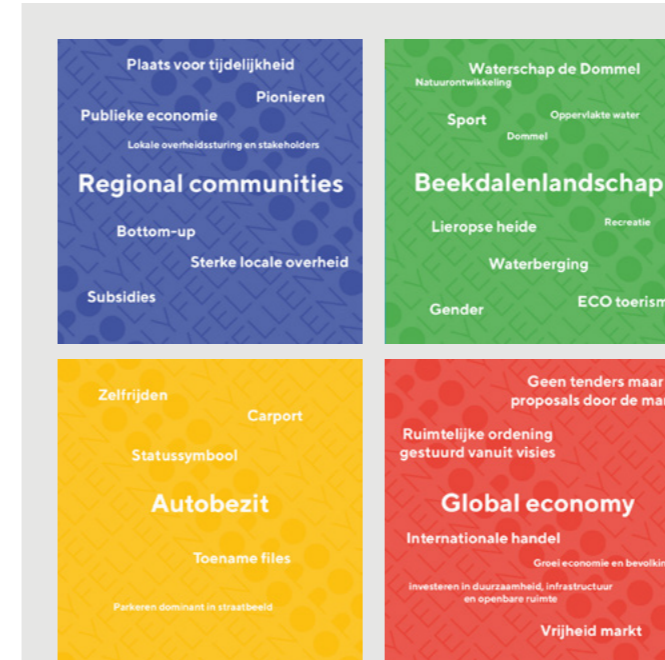 Plaats voor tijdelijkheid
Pionieren
Publieke economie
Lokale overheidssturing en stakeholders
Regional communities
Bottom-up
Sterke locale overheid
Subsidies
Waterschap de Dommel
Natuurontwikkeling
Sport
Oppervlakte water
Dommel
Beekdalenlandschap
Lieropse heide
Recreatie
Waterberging
Gender
ECO toerism
Zelfrijden
Carport
Statussymbool
Autobezit
Toename files
Parkeren dominant in straatbeeld
Geen tenders maar
proposals door de mar
Ruimtelijke ordening
gestuurd vanuit visies
Global economy
Internationale handel
Groei economie en bevolkin
investeren in duurzaamheid, infrastructuur
en openbare ruimte
Vrijheid markt